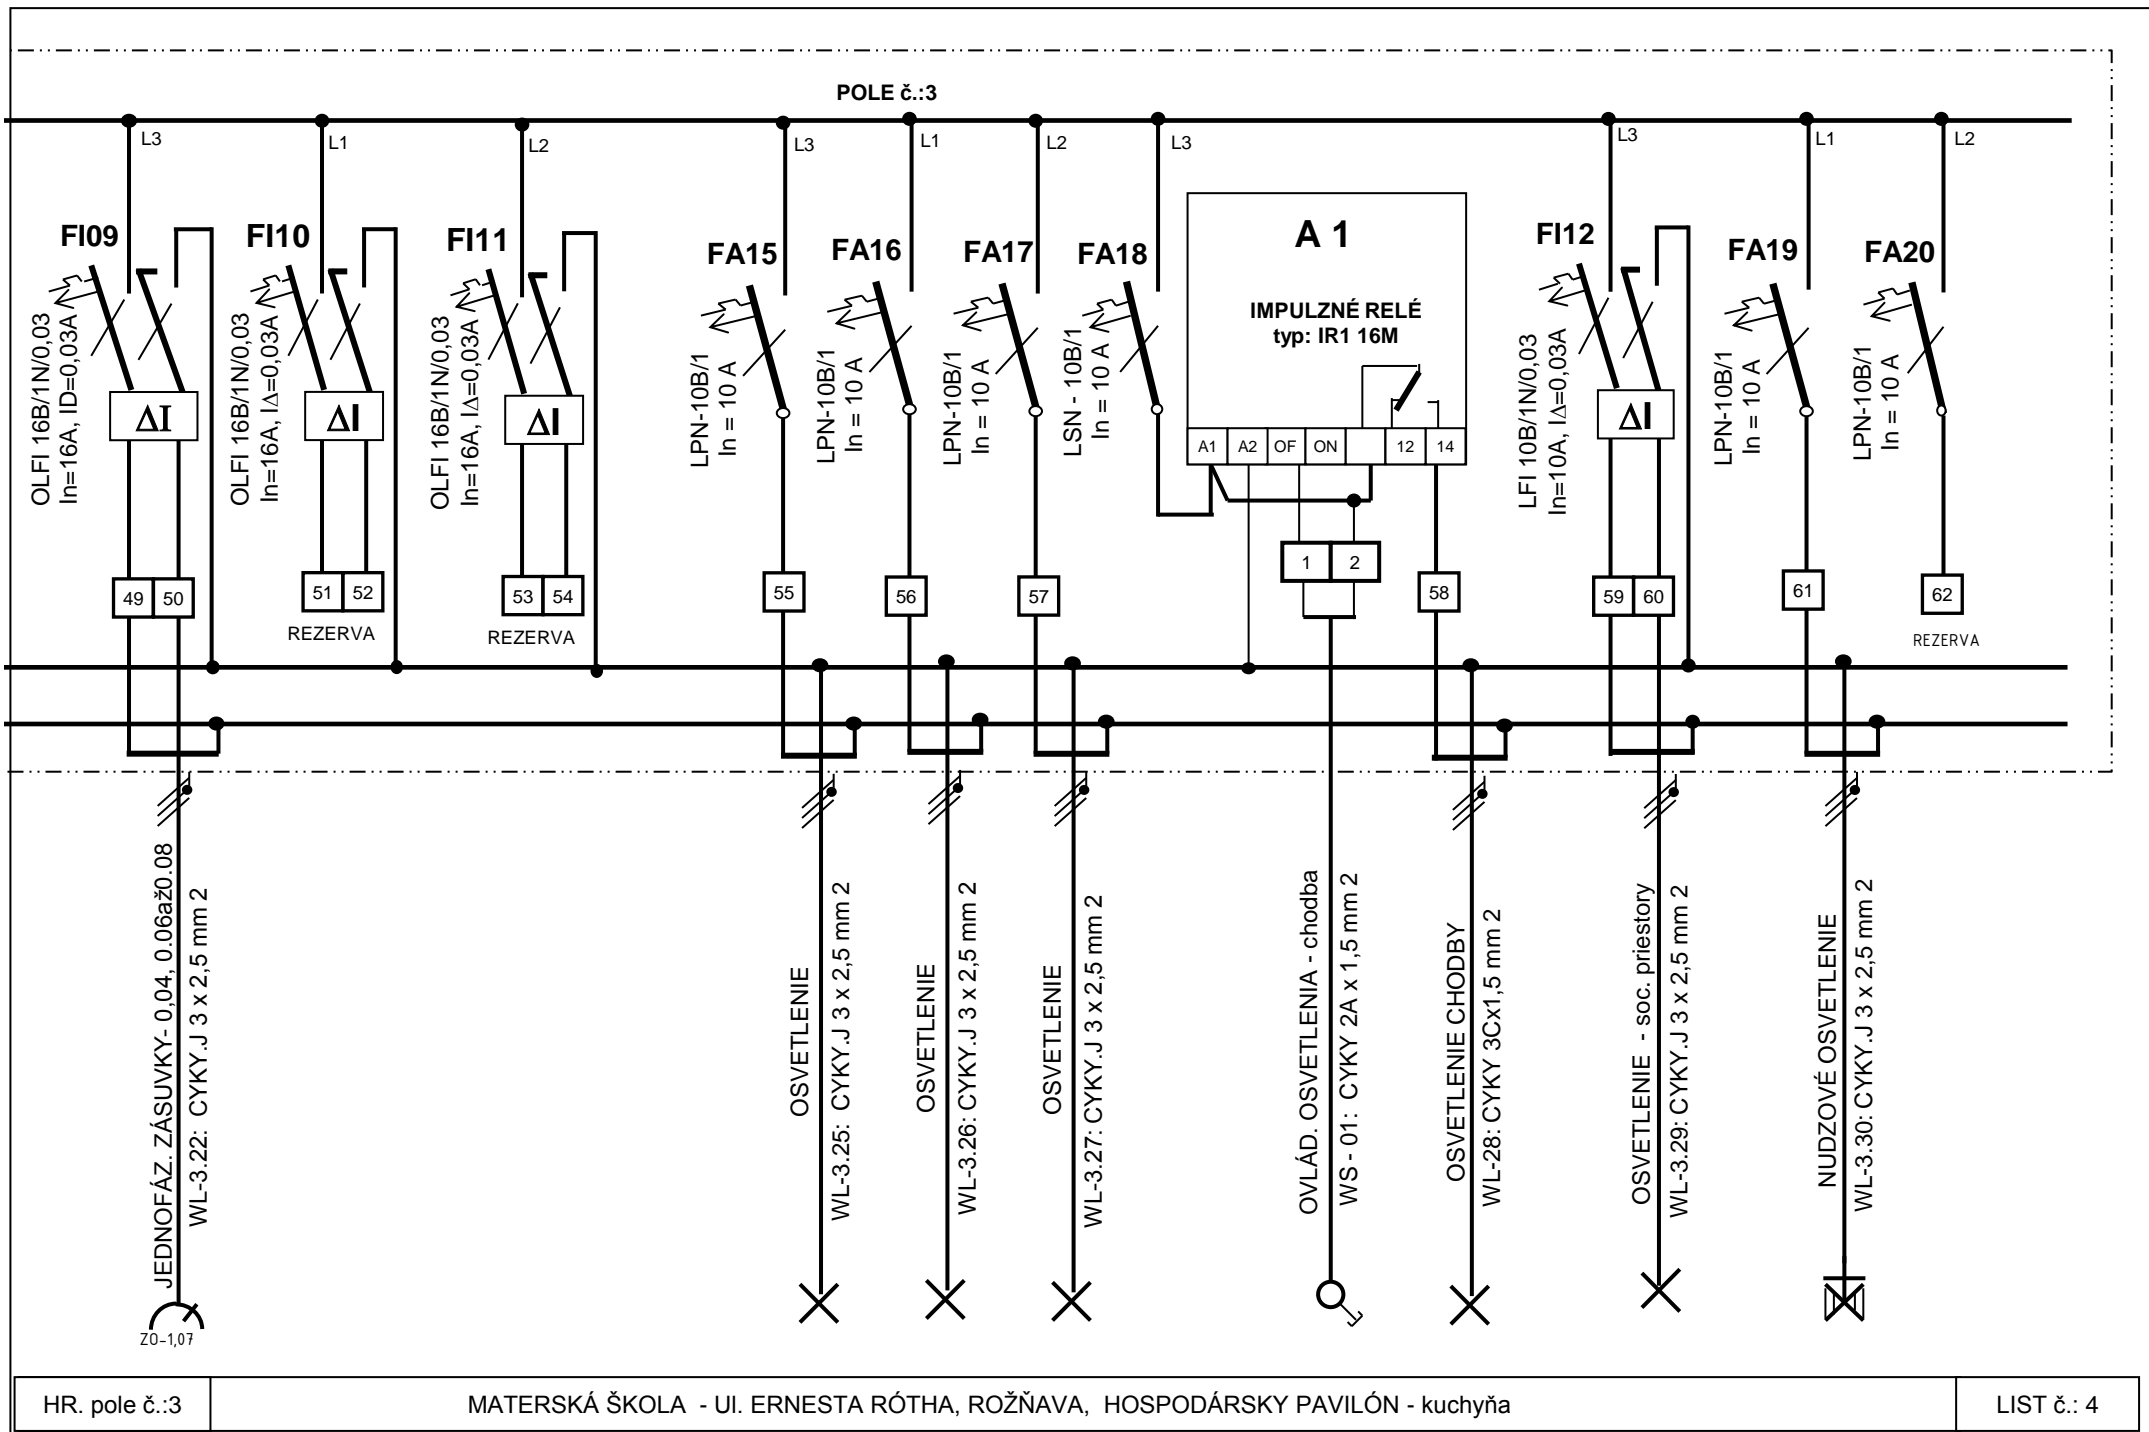 POLE č.:3
L3
L1
L2
L3
L1
L2
L3
L3
L1
L2
FI09
FI10
FI11
FA15
FA16
FA17
FA18
A 1
FI12
FA19
FA20
IMPULZNÉ RELÉ
typ: IR1 16M
OLFI 16B/1N/0,03
In=16A, ID=0,03A
OLFI 16B/1N/0,03
In=16A, I∆=0,03A
OLFI 16B/1N/0,03
In=16A, I∆=0,03A
LPN-10B/1
In = 10 A
LPN-10B/1
In = 10 A
LPN-10B/1
In = 10 A
LSN - 10B/1
In = 10 A
LFI 10B/1N/0,03
In=10A, I∆=0,03A
LPN-10B/1
In = 10 A
LPN-10B/1
In = 10 A
∆I
∆I
∆I
∆I
A1 A2 OF ON 12 14
49 50
51 52
53 54
55
56
57
1 2
58
59 60
61
62
REZERVA
REZERVA
REZERVA
JEDNOFÁZ. ZÁSUVKY- 0,04, 0.06až0.08
WL-3.22: CYKY.J 3 x 2,5 mm 2
OSVETLENIE
WL-3.25: CYKY.J 3 x 2,5 mm 2
OSVETLENIE
WL-3.26: CYKY.J 3 x 2,5 mm 2
OSVETLENIE
WL-3.27: CYKY.J 3 x 2,5 mm 2
OVLÁD. OSVETLENIA - chodba
WS - 01: CYKY 2A x 1,5 mm 2
OSVETLENIE CHODBY
WL-28: CYKY 3Cx1,5 mm 2
OSVETLENIE - soc. priestory
WL-3.29: CYKY.J 3 x 2,5 mm 2
NUDZOVÉ OSVETLENIE
WL-3.30: CYKY.J 3 x 2,5 mm 2
ZO-1,07
HR. pole č.:3
MATERSKÁ ŠKOLA - Ul. ERNESTA RÓTHA, ROŽŇAVA, HOSPODÁRSKY PAVILÓN - kuchyňa
LIST č.: 4